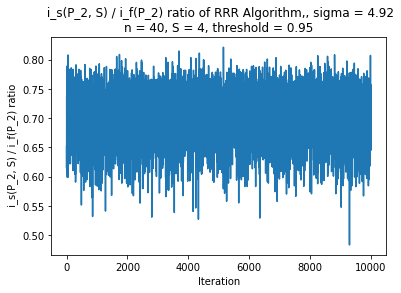 i_s(P_2, S) / i_f(P_2) ratio of RRR Algorithm,, sigma = 4.92
n = 40, S = 4, threshold = 0.95
i_s(P_2, S) / i_f(P_2) ratio
0.80
0.75
0.70
0.65
0.60
0.55
0.50
0 2000 4000 6000 8000 10000
Iteration